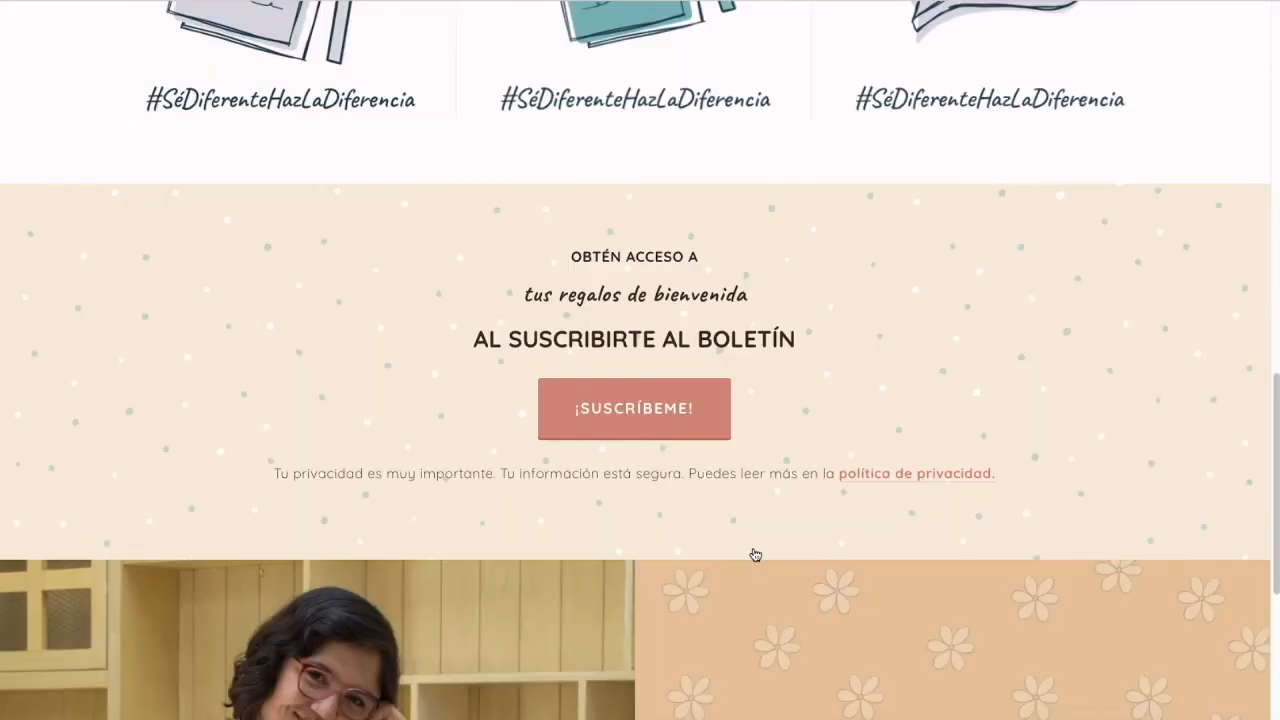 #SéDiferenteHazLaDiferencia #SéDiferenteHazLaDiferencia #SéDiferenteHazLaDiferencia
OBTÉN ACCESO A
tus regalos de bienvenida
AL SUSCRIBIRTE AL BOLETÍN
¡SUSCRÍBEME!
Tu privacidad es muy importante. Tu información está segura. Puedes leer más en la política de privacidad.